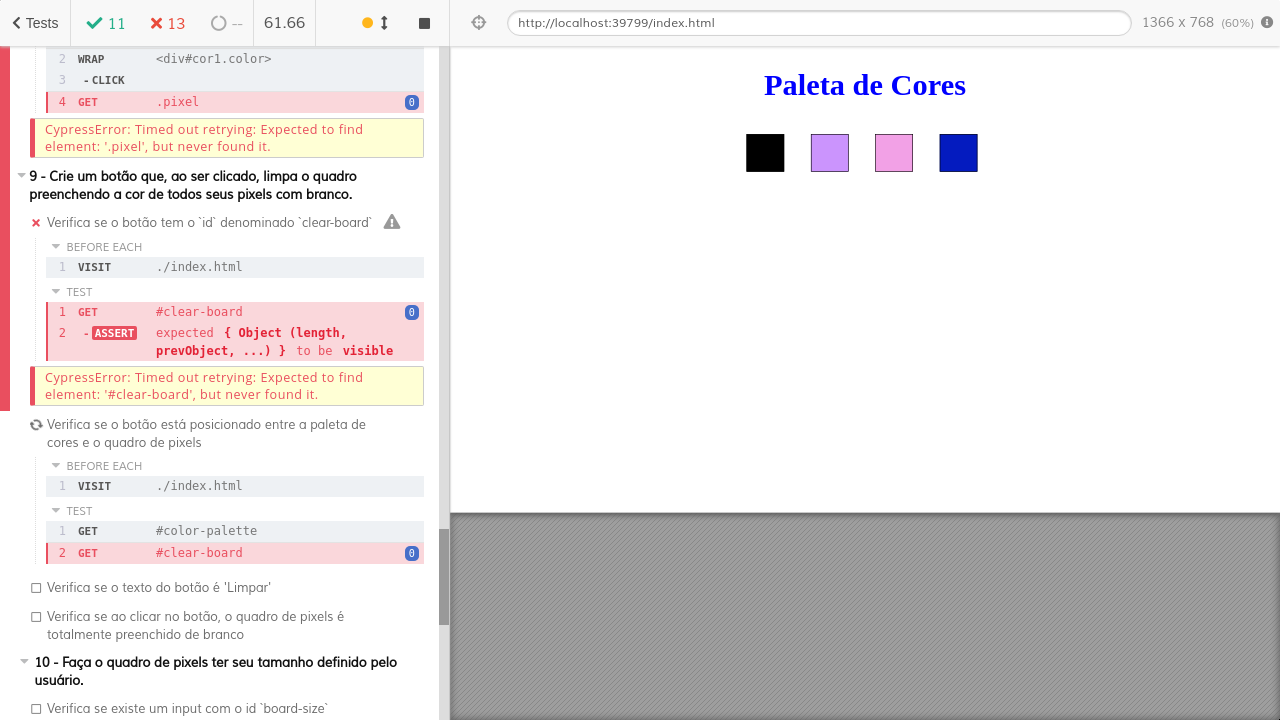 Tests 11 13 -- 61.66
http://localhost:39799/index.html 1366 x 768 (60%)
2 WRAP <div#cor1.color>
3 -CLICK
4 GET .pixel 0
CypressError: Timed out retrying: Expected to find
element: '.pixel', but never found it.
9 - Crie um botão que, ao ser clicado, limpa o quadro
preenchendo a cor de todos seus pixels com branco.
Verifica se o botão tem o `id` denominado `clear-board`
BEFORE EACH
1 VISIT ./index.html
TEST
1 GET #clear-board 0
2 -ASSERT expected { Object (length,
prevObject, ...) } to be visible
CypressError: Timed out retrying: Expected to find
element: '#clear-board', but never found it.
Verifica se o botão está posicionado entre a paleta de
cores e o quadro de pixels
BEFORE EACH
1 VISIT ./index.html
TEST
1 GET #color-palette
2 GET #clear-board 0
Verifica se o texto do botão é 'Limpar'
Verifica se ao clicar no botão, o quadro de pixels é
totalmente preenchido de branco
10 - Faça o quadro de pixels ter seu tamanho definido pelo
usuário.
Verifica se existe um input com o id `board-size`
Paleta de Cores